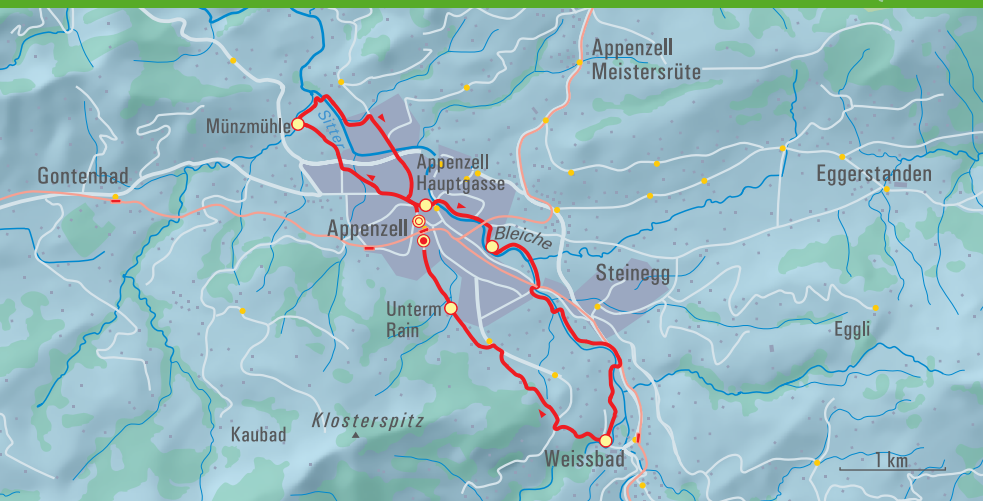 Appenzell
Meistersrüte
Münzmühle
Sitter
Appenzell
Hauptgasse
Gontenbad
Eggerstanden
Appenzell
Bleiche
Steinegg
Unterm
Rain
Eggli
Klosterspitz
Kaubad
Weissbad
1 km